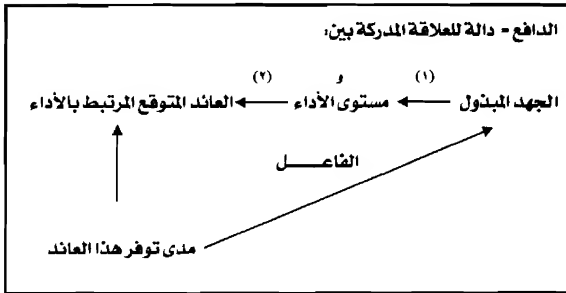 الدافع = دالة للعلاقة المدركة بين:
(١) و (٢)
الجهد المبذول مستوى الأداء العائد المتوقع المرتبط بالأداء
الفاعـــــل
مدى توفر هذا العائد